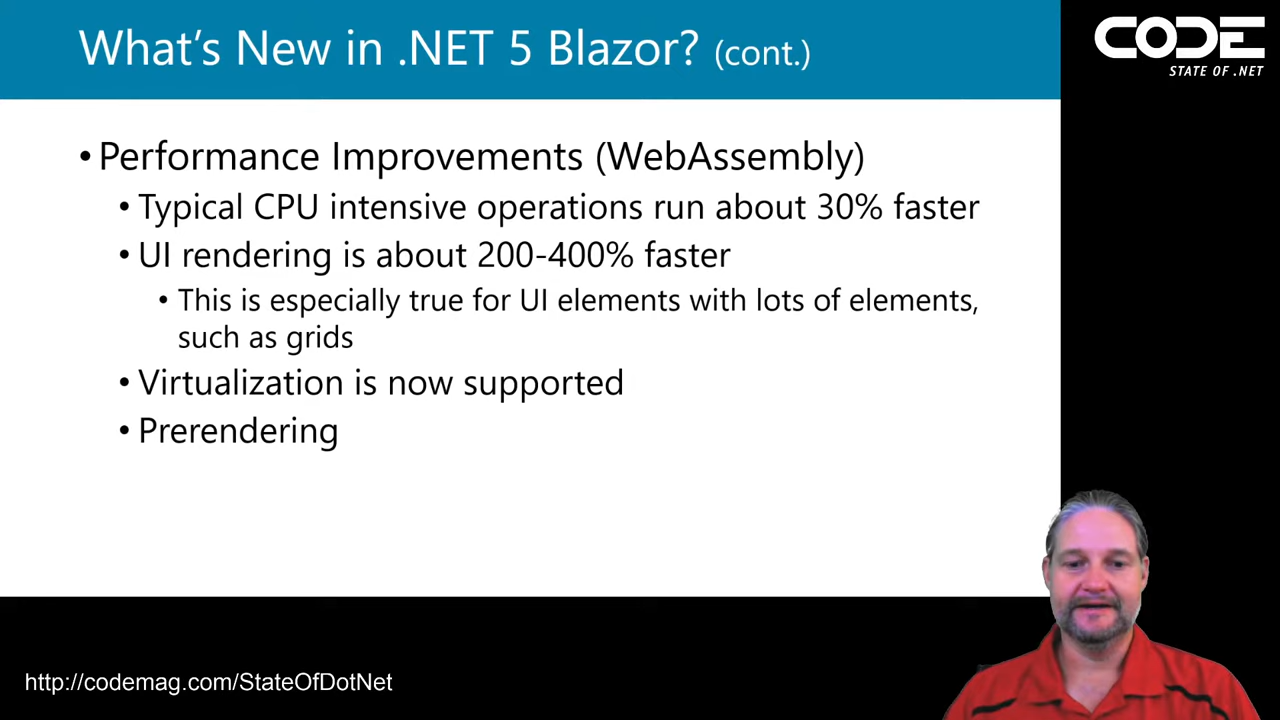 What's New in .NET 5 Blazor? (cont.)
CODE
STATE OF .NET
• Performance Improvements (WebAssembly)
• Typical CPU intensive operations run about 30% faster
• UI rendering is about 200-400% faster
• This is especially true for UI elements with lots of elements,
such as grids
• Virtualization is now supported
• Prerendering
http://codemag.com/StateOfDotNet